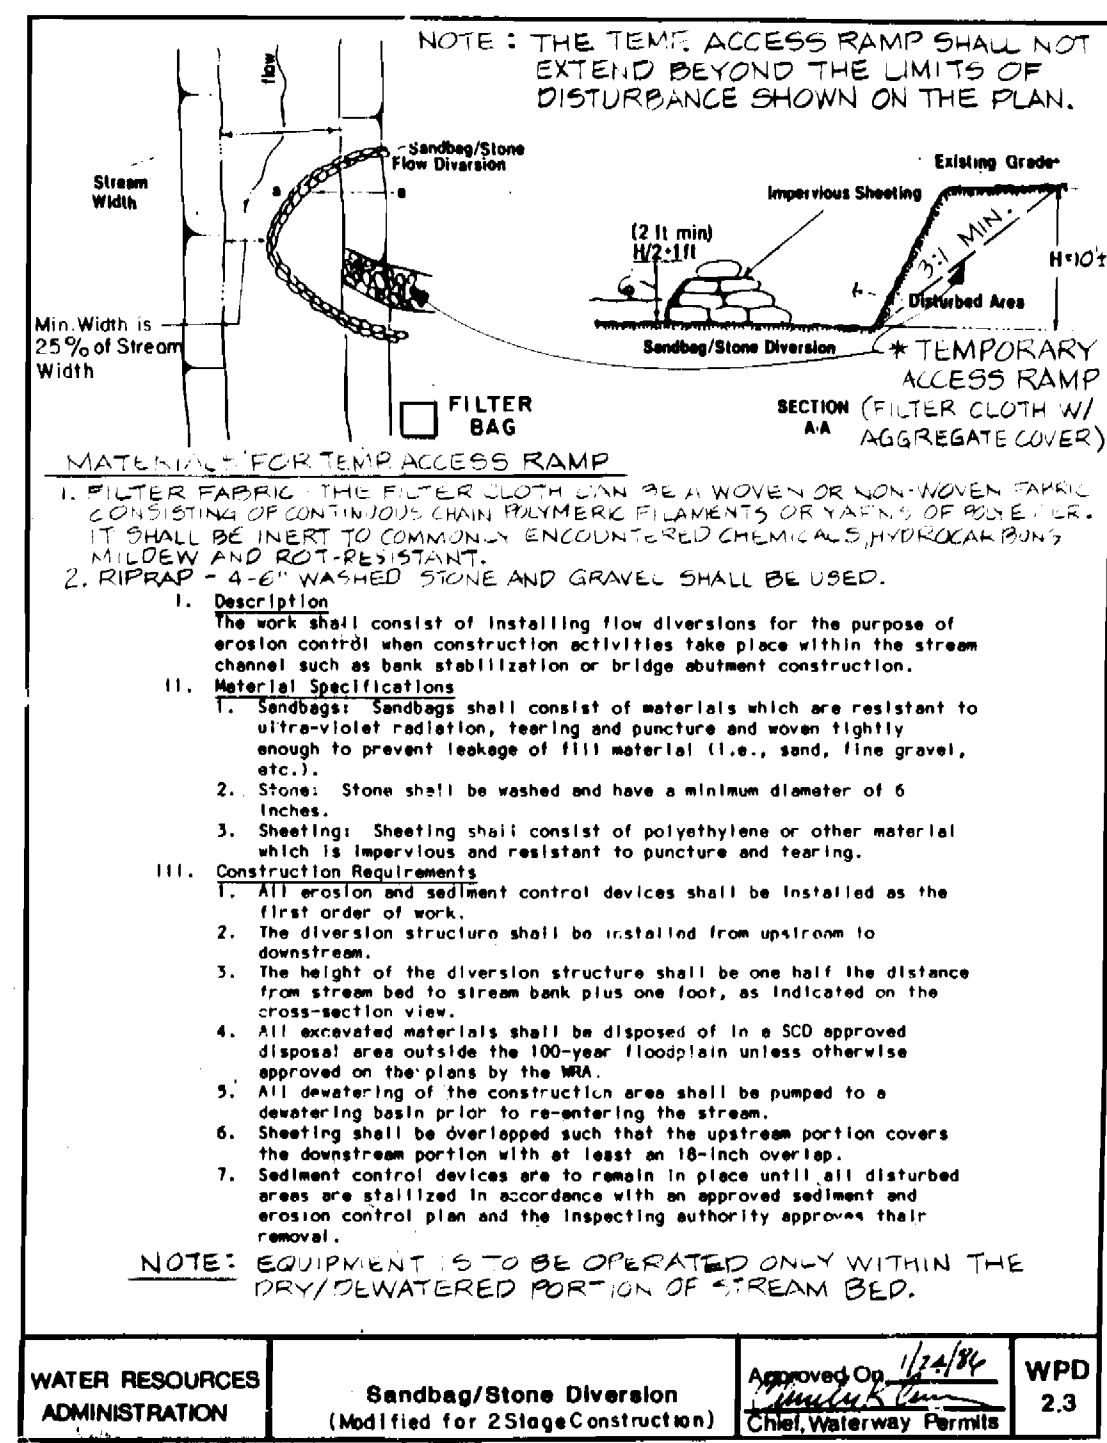 NOTE: THE TEMP. ACCESS RAMP SHALL NOT
EXTEND BEYOND THE LIMITS OF
DISTURBANCE SHOWN ON THE PLAN.
flow
Sandbag/Stone
Flow Diversion
Stream
Width
a
a
Min. Width is
25% of Stream
Width
FILTER
BAG
Existing Grade
Impervious Sheeting
(2 ft min)
H/2+1ft
3:1 MIN.
H=10'±
Disturbed Area
Sandbag/Stone Diversion
* TEMPORARY
ACCESS RAMP
(FILTER CLOTH W/
AGGREGATE COVER)
SECTION
A-A
MATERIALS FOR TEMP. ACCESS RAMP
1. FILTER FABRIC - THE FILTER CLOTH CAN BE A WOVEN OR NON-WOVEN FABRIC
CONSISTING OF CONTINUOUS CHAIN POLYMERIC FILAMENTS OR YARNS OF POLYESTER.
IT SHALL BE INERT TO COMMONLY ENCOUNTERED CHEMICALS, HYDROCARBONS
MILDEW AND ROT-RESISTANT.
2. RIPRAP - 4-6" WASHED STONE AND GRAVEL SHALL BE USED.
I. Description
The work shall consist of installing flow diversions for the purpose of
erosion control when construction activities take place within the stream
channel such as bank stabilization or bridge abutment construction.
II. Material Specifications
1. Sandbags: Sandbags shall consist of materials which are resistant to
ultra-violet radiation, tearing and puncture and woven tightly
enough to prevent leakage of fill material (i.e., sand, fine gravel,
etc.).
2. Stone: Stone shall be washed and have a minimum diameter of 6
inches.
3. Sheeting: Sheeting shall consist of polyethylene or other material
which is impervious and resistant to puncture and tearing.
III. Construction Requirements
1. All erosion and sediment control devices shall be installed as the
first order of work.
2. The diversion structure shall be installed from upstream to
downstream.
3. The height of the diversion structure shall be one half the distance
from stream bed to stream bank plus one foot, as indicated on the
cross-section view.
4. All excavated materials shall be disposed of in a SCD approved
disposal area outside the 100-year floodplain unless otherwise
approved on the plans by the WRA.
5. All dewatering of the construction area shall be pumped to a
dewatering basin prior to re-entering the stream.
6. Sheeting shall be overlapped such that the upstream portion covers
the downstream portion with at least an 18-inch overlap.
7. Sediment control devices are to remain in place until all disturbed
areas are stailized in accordance with an approved sediment and
erosion control plan and the inspecting authority approves their
removal.
NOTE: EQUIPMENT IS TO BE OPERATED ONLY WITHIN THE
DRY/DEWATERED PORTION OF STREAM BED.
WATER RESOURCES
ADMINISTRATION
Sandbag/Stone Diversion
(Modified for 2 Stage Construction)
Approved On 1/24/86
Chief, Waterway Permits
WPD
2.3